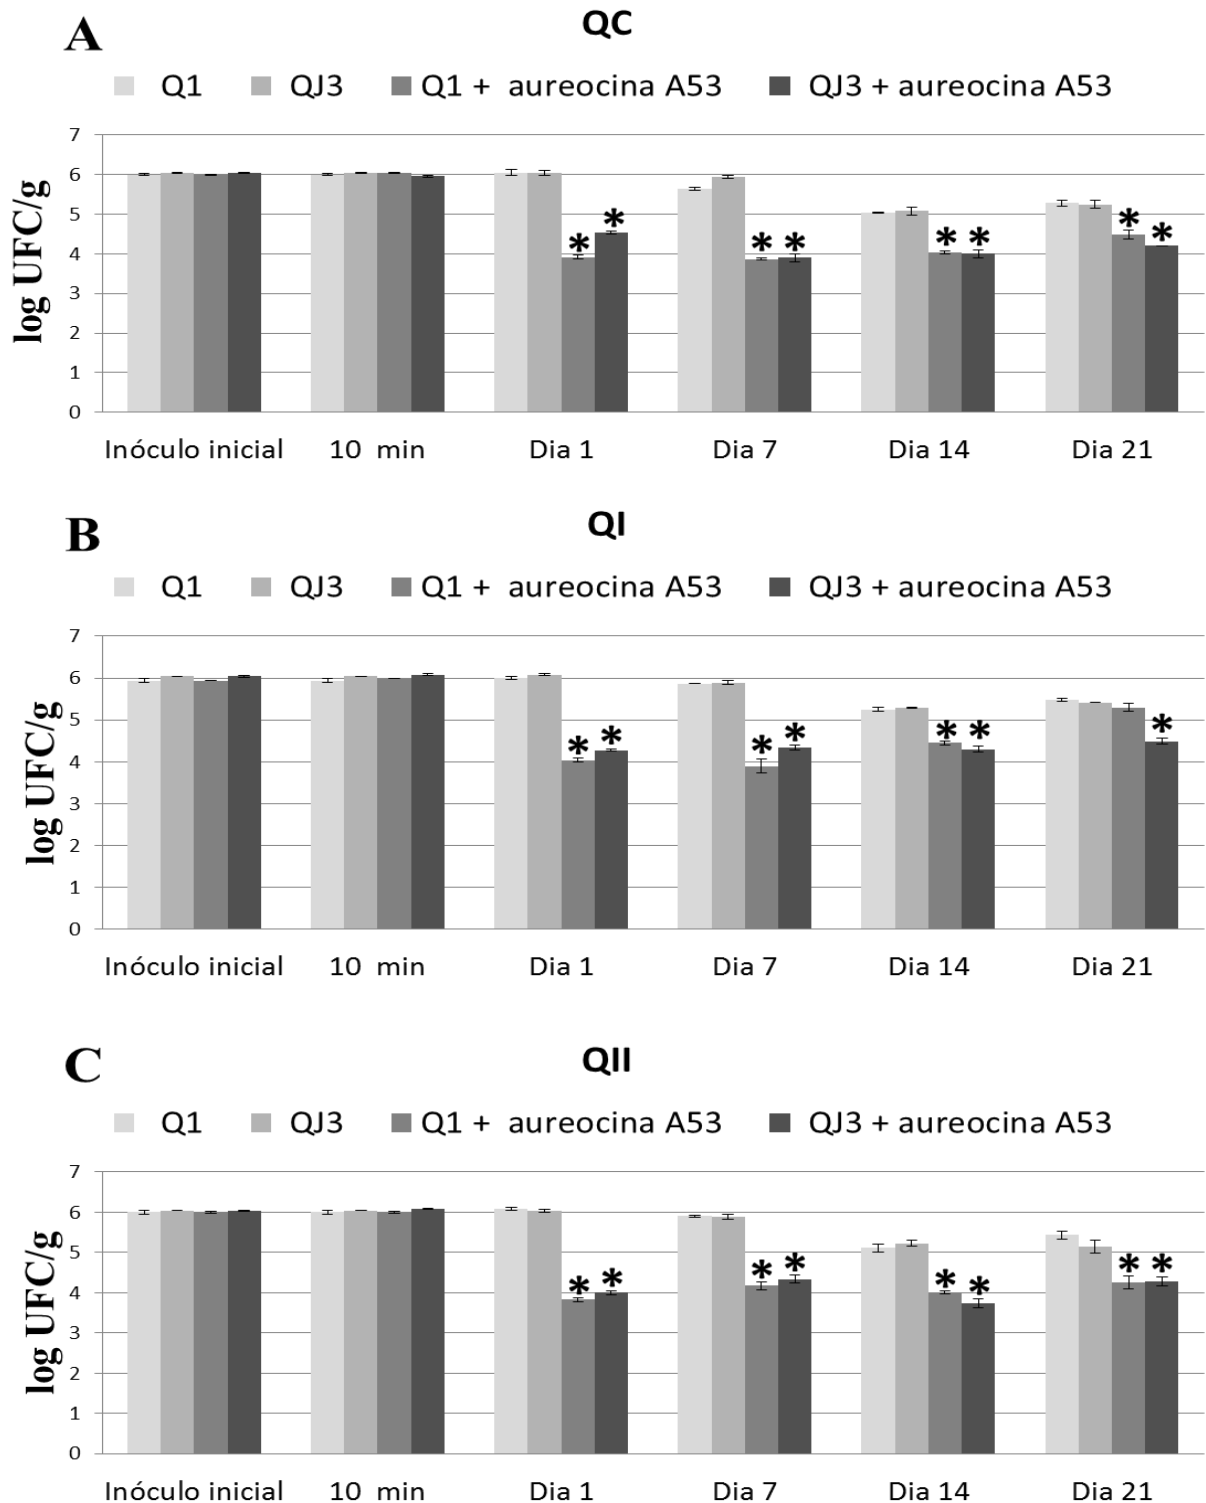 A
QC
Q1 QJ3 Q1 + aureocina A53 QJ3 + aureocina A53
log UFC/g
7
6
5
4
3
2
1
0
* * * * * * * *
Inóculo inicial 10 min Dia 1 Dia 7 Dia 14 Dia 21
B
QI
Q1 QJ3 Q1 + aureocina A53 QJ3 + aureocina A53
log UFC/g
7
6
5
4
3
2
1
0
* * * * * * *
Inóculo inicial 10 min Dia 1 Dia 7 Dia 14 Dia 21
C
QII
Q1 QJ3 Q1 + aureocina A53 QJ3 + aureocina A53
log UFC/g
7
6
5
4
3
2
1
0
* * * * * * * *
Inóculo inicial 10 min Dia 1 Dia 7 Dia 14 Dia 21